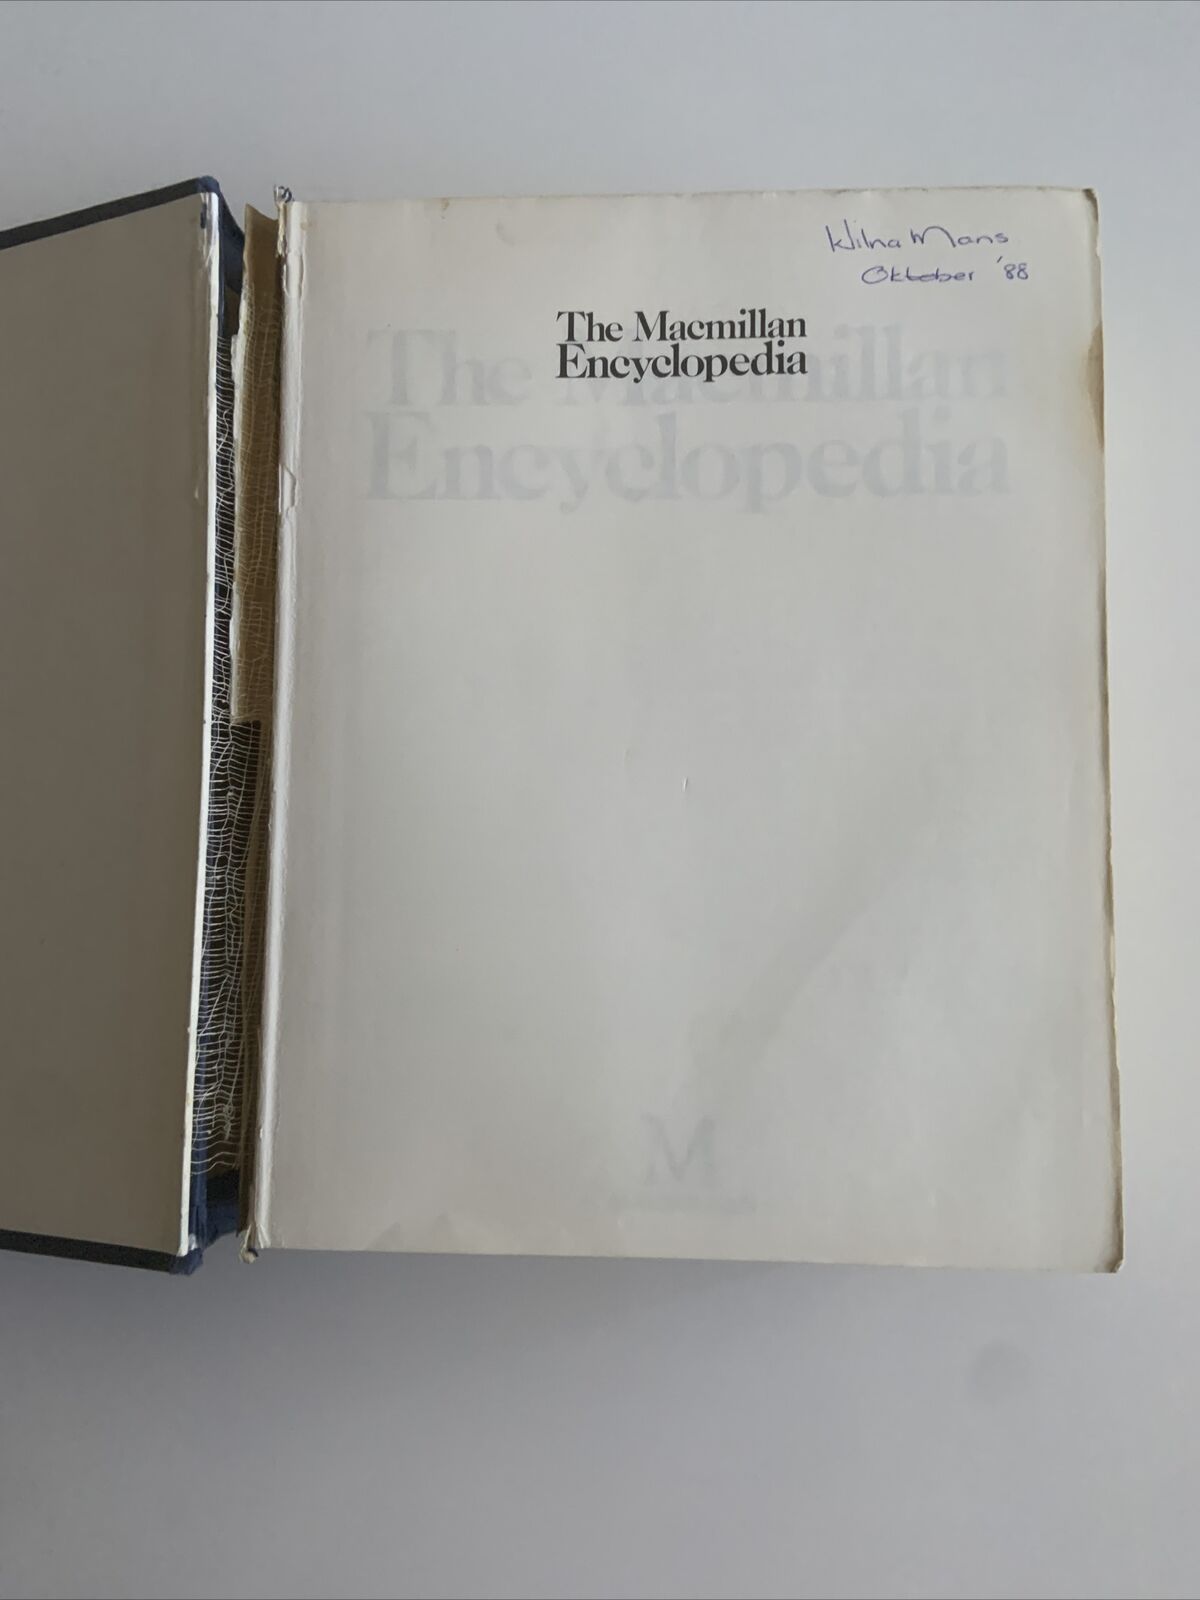 Wilna Mans
Oktober '88
The Macmillan
Encyclopedia
The Macmillan
Encyclopedia
M